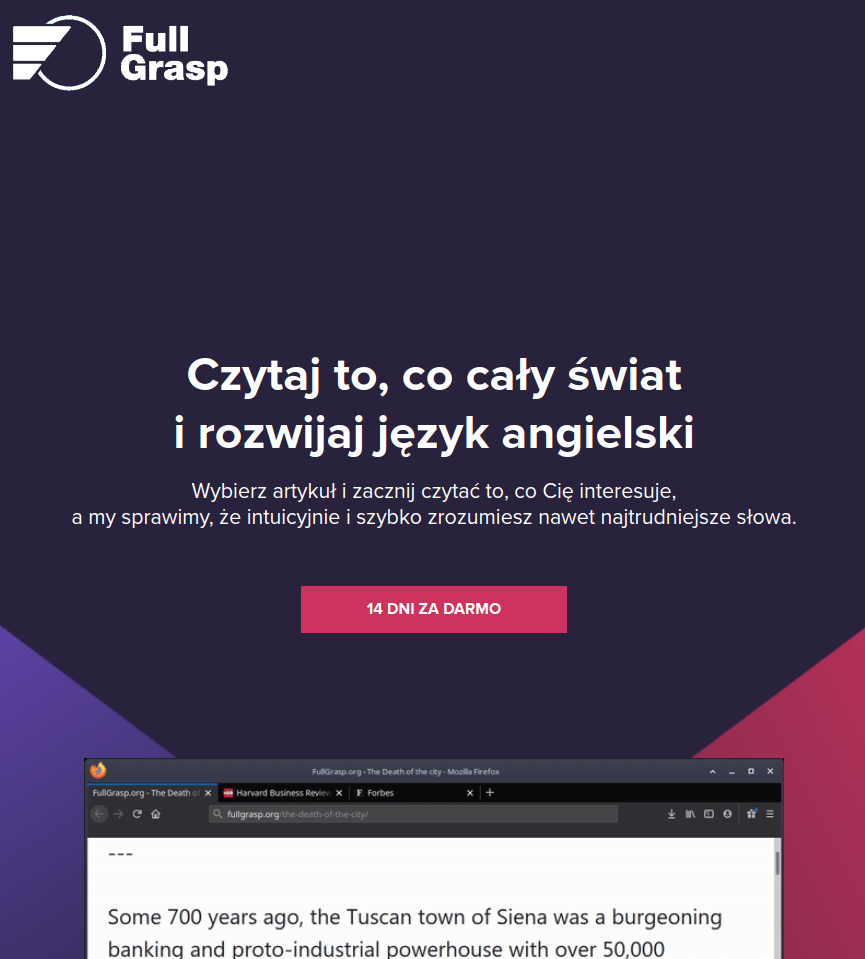 Full
Grasp
Czytaj to, co cały świat
i rozwijaj język angielski
Wybierz artykuł i zacznij czytać to, co Cię interesuje,
a my sprawimy, że intuicyjnie i szybko zrozumiesz nawet najtrudniejsze słowa.
14 DNI ZA DARMO
FullGrasp.org - The Death of the city - Mozilla Firefox
FullGrasp.org - The Death of Harvard Business Review Forbes
fullgrasp.org/the-death-of-the-city/
---
Some 700 years ago, the Tuscan town of Siena was a burgeoning
banking and proto-industrial powerhouse with over 50,000